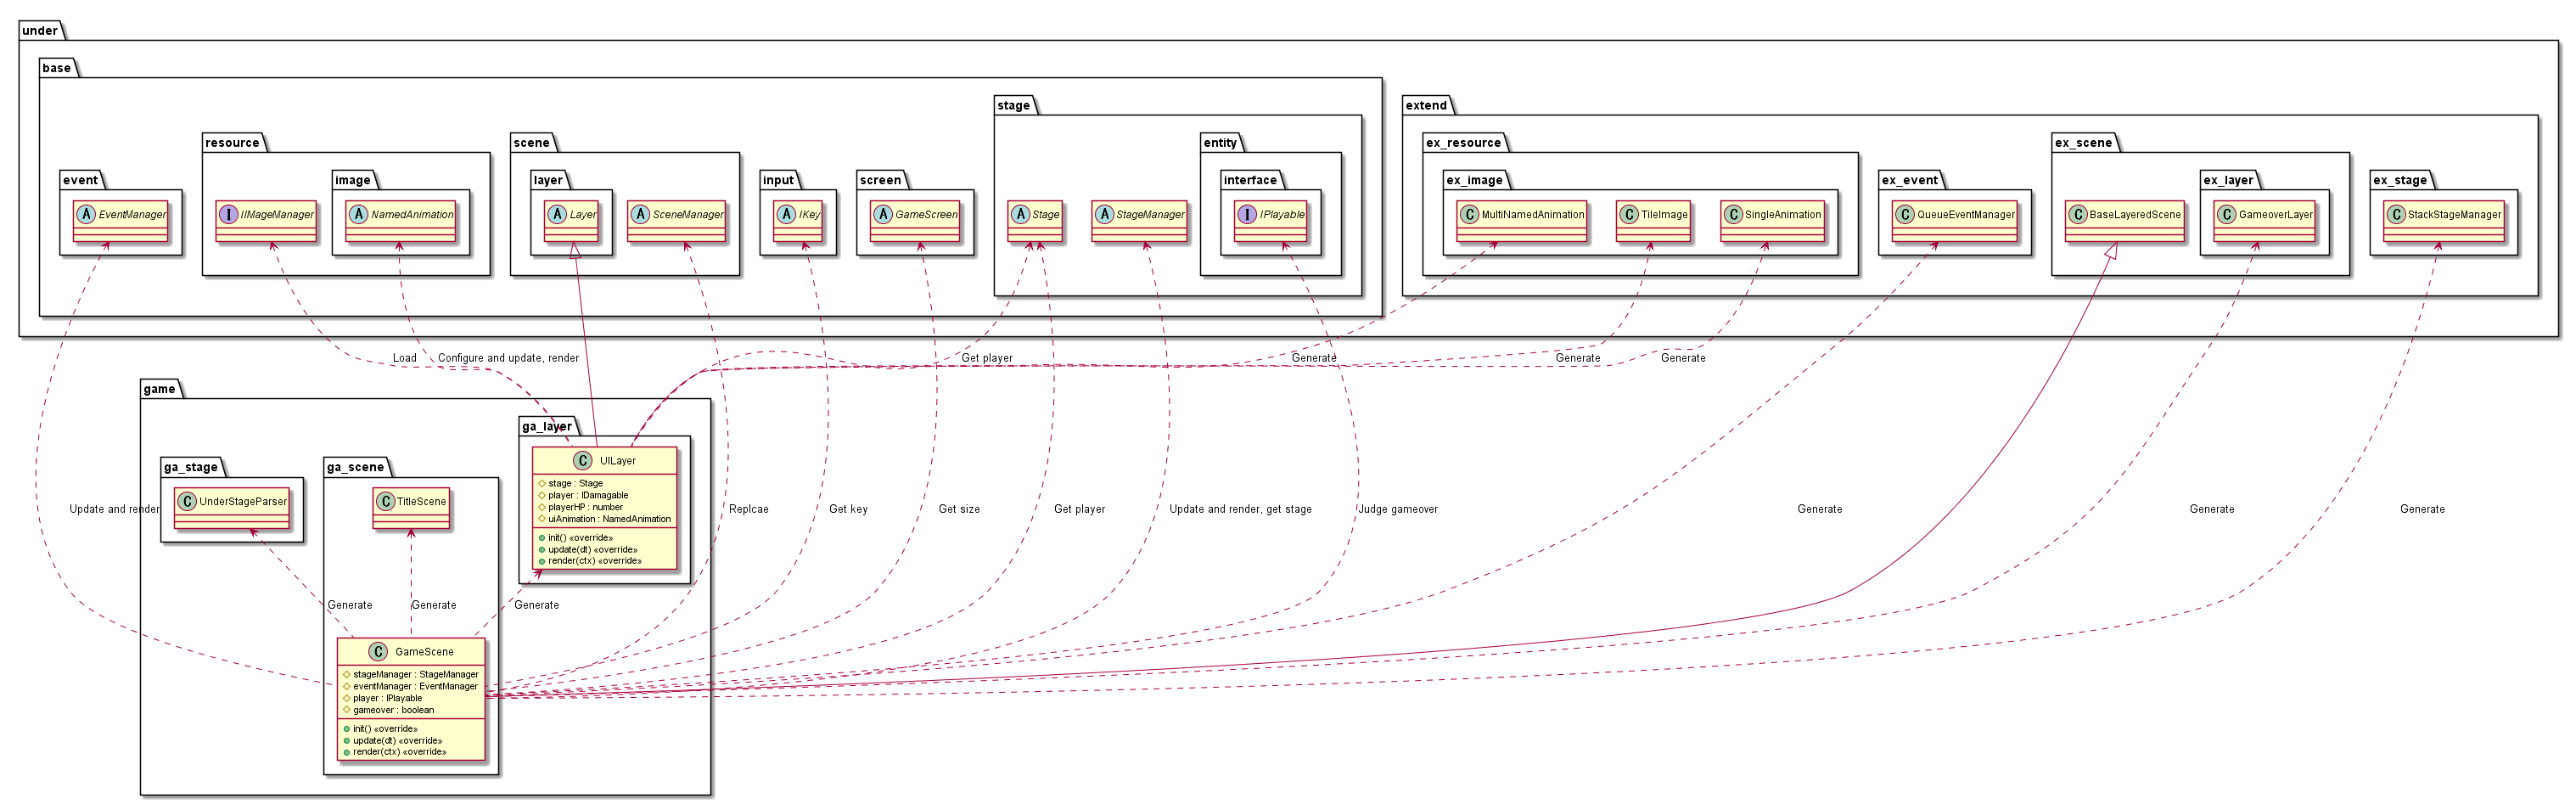 under
base
stage
extend
resource
scene
entity
ex_resource
ex_scene
event
image
layer
input
screen
interface
ex_image
ex_event
ex_layer
ex_stage
A EventManager
I IIMageManager
A NamedAnimation
A Layer
A SceneManager
A IKey
A GameScreen
A Stage
A StageManager
I IPlayable
C MultiNamedAnimation
C TileImage
C SingleAnimation
C QueueEventManager
C BaseLayeredScene
C GameoverLayer
C StackStageManager
Load
Configure and update, render
Get player
Generate
Generate
Generate
game
ga_layer
ga_stage
ga_scene
C UILayer
stage : Stage
player : IDamagable
playerHP : number
uiAnimation : NamedAnimation
init() «override»
update(dt) «override»
render(ctx) «override»
C UnderStageParser
C TitleScene
Update and render
Replcae
Get key
Get size
Get player
Update and render, get stage
Judge gameover
Generate
Generate
Generate
Generate
Generate
Generate
C GameScene
stageManager : StageManager
eventManager : EventManager
player : IPlayable
gameover : boolean
init() «override»
update(dt) «override»
render(ctx) «override»